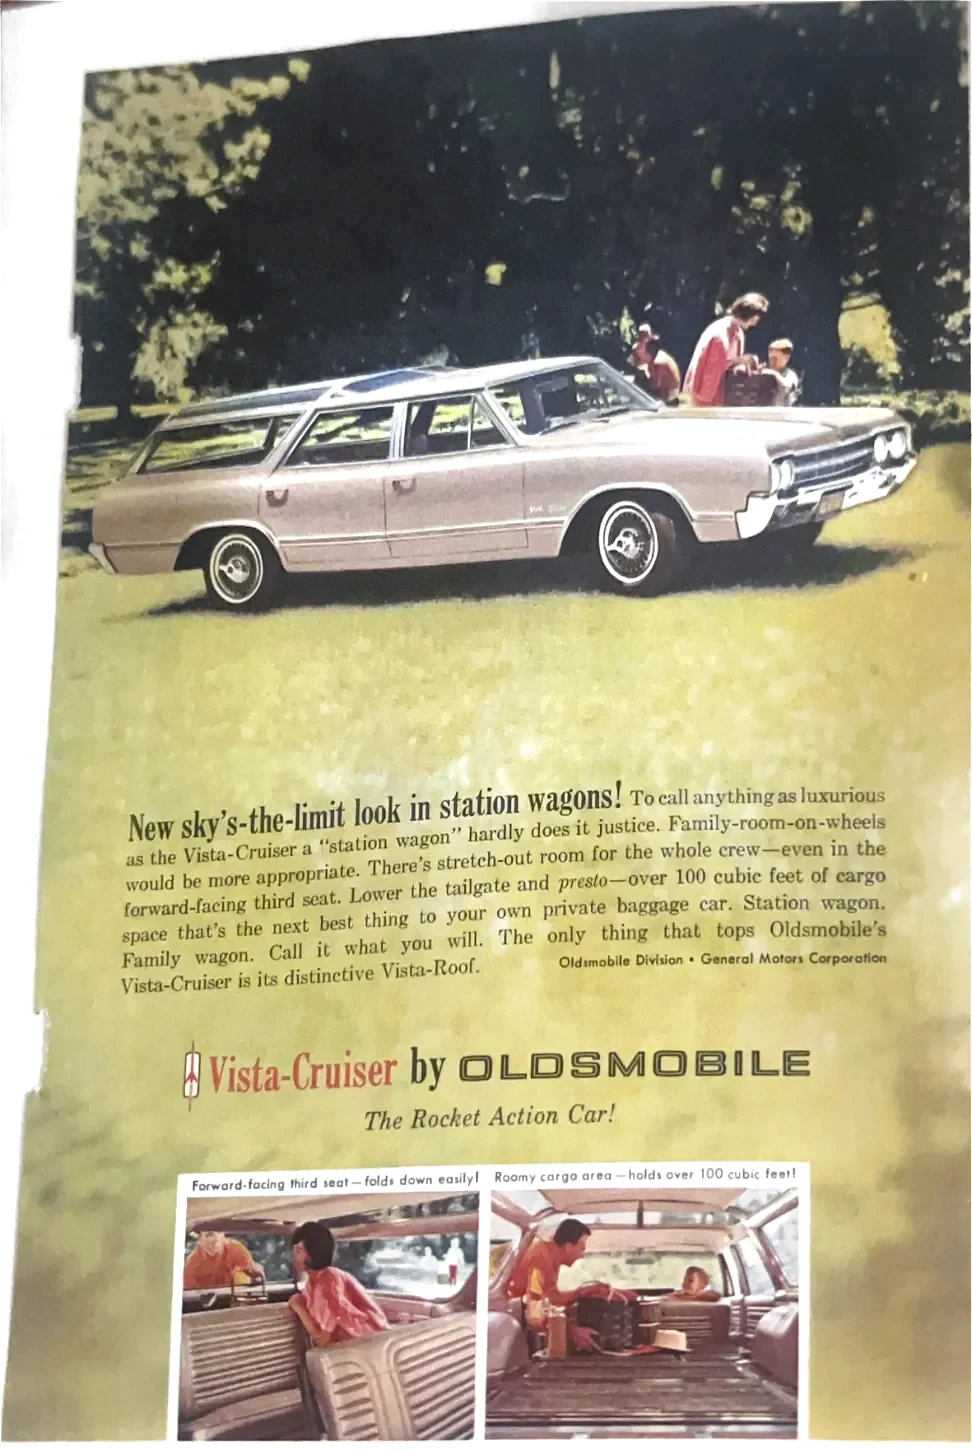 New sky's-the-limit look in station wagons! To call anything as luxurious
as the Vista-Cruiser a “station wagon” hardly does it justice. Family-room-on-wheels
would be more appropriate. There's stretch-out room for the whole crew—even in the
forward-facing third seat. Lower the tailgate and presto—over 100 cubic feet of cargo
space that's the next best thing to your own private baggage car. Station wagon.
Family wagon. Call it what you will. The only thing that tops Oldsmobile's
Vista-Cruiser is its distinctive Vista-Roof.
Oldsmobile Division • General Motors Corporation
Vista-Cruiser by OLDSMOBILE
The Rocket Action Car!
Forward-facing third seat—folds down easily!
Roomy cargo area—holds over 100 cubic feet!